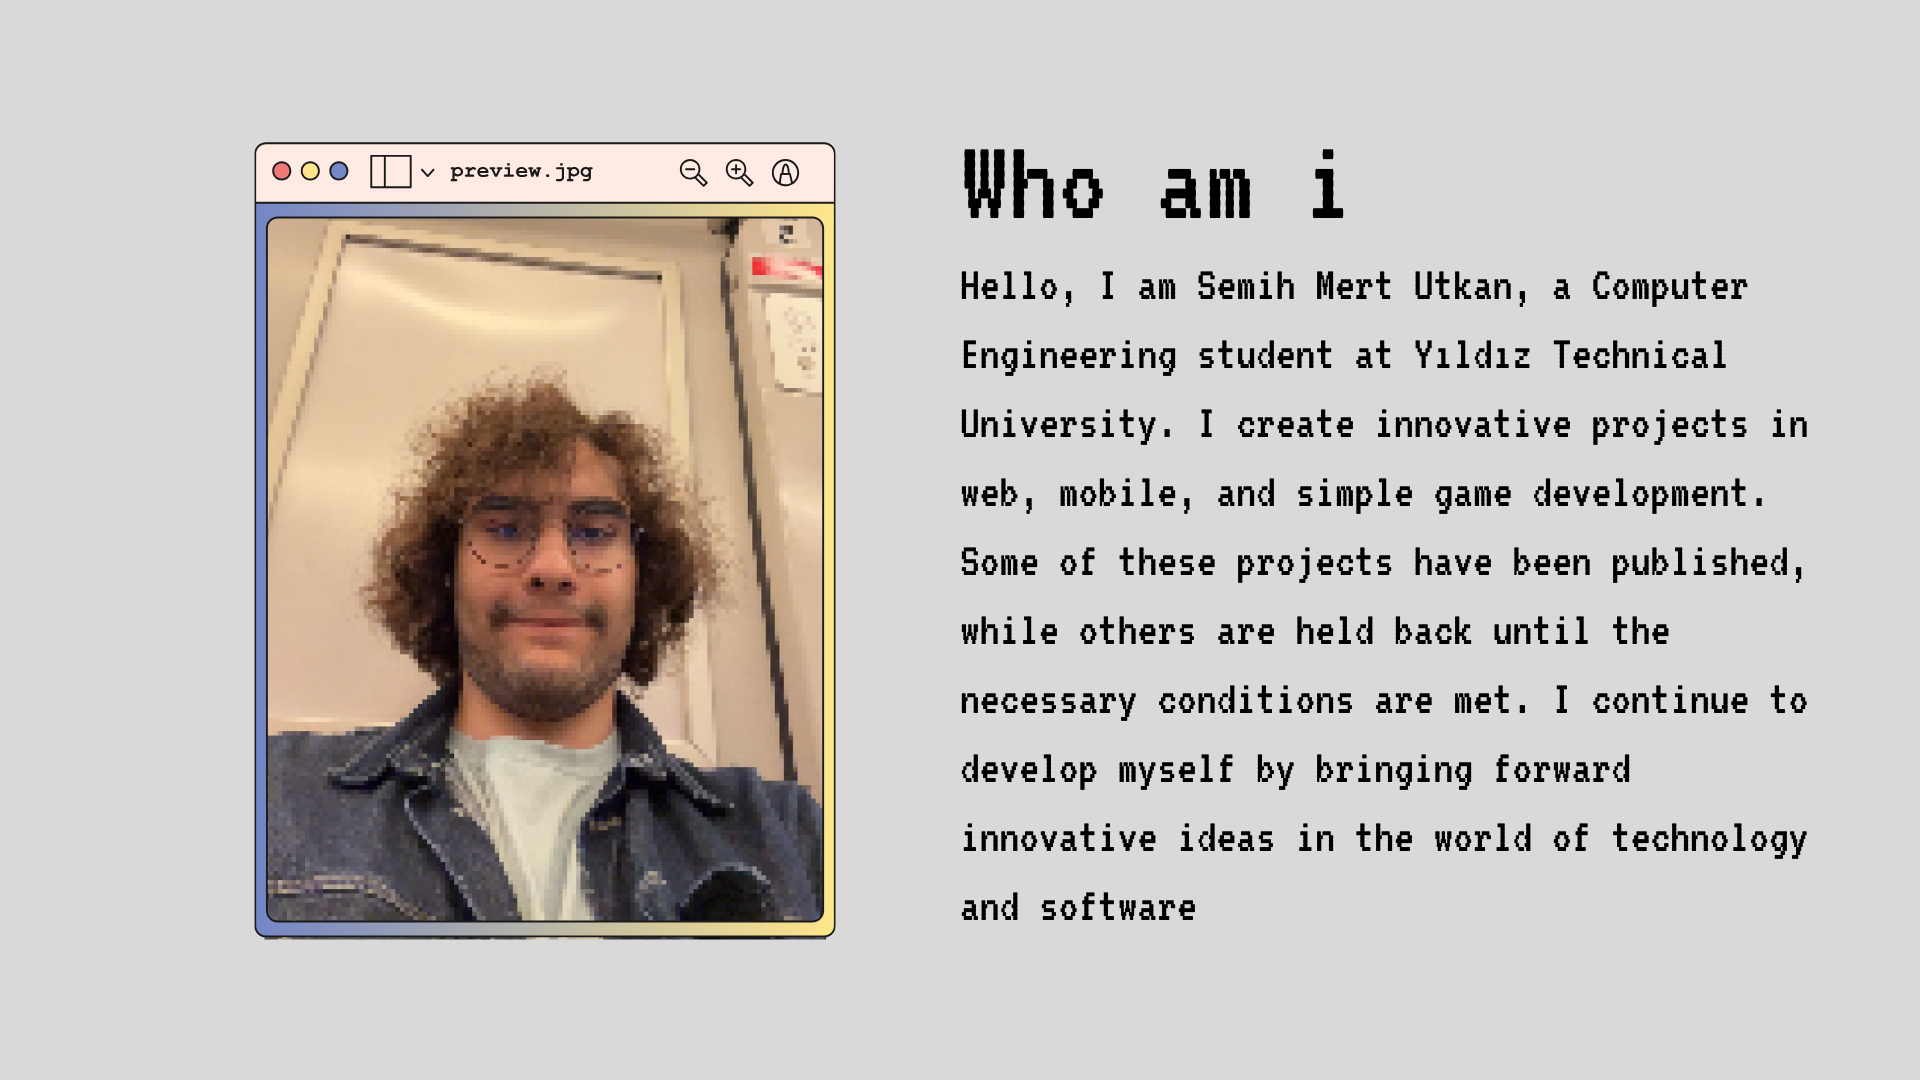 preview.jpg
Who am i
Hello, I am Semih Mert Utkan, a Computer
Engineering student at Yıldız Technical
University. I create innovative projects in
web, mobile, and simple game development.
Some of these projects have been published,
while others are held back until the
necessary conditions are met. I continue to
develop myself by bringing forward
innovative ideas in the world of technology
and software